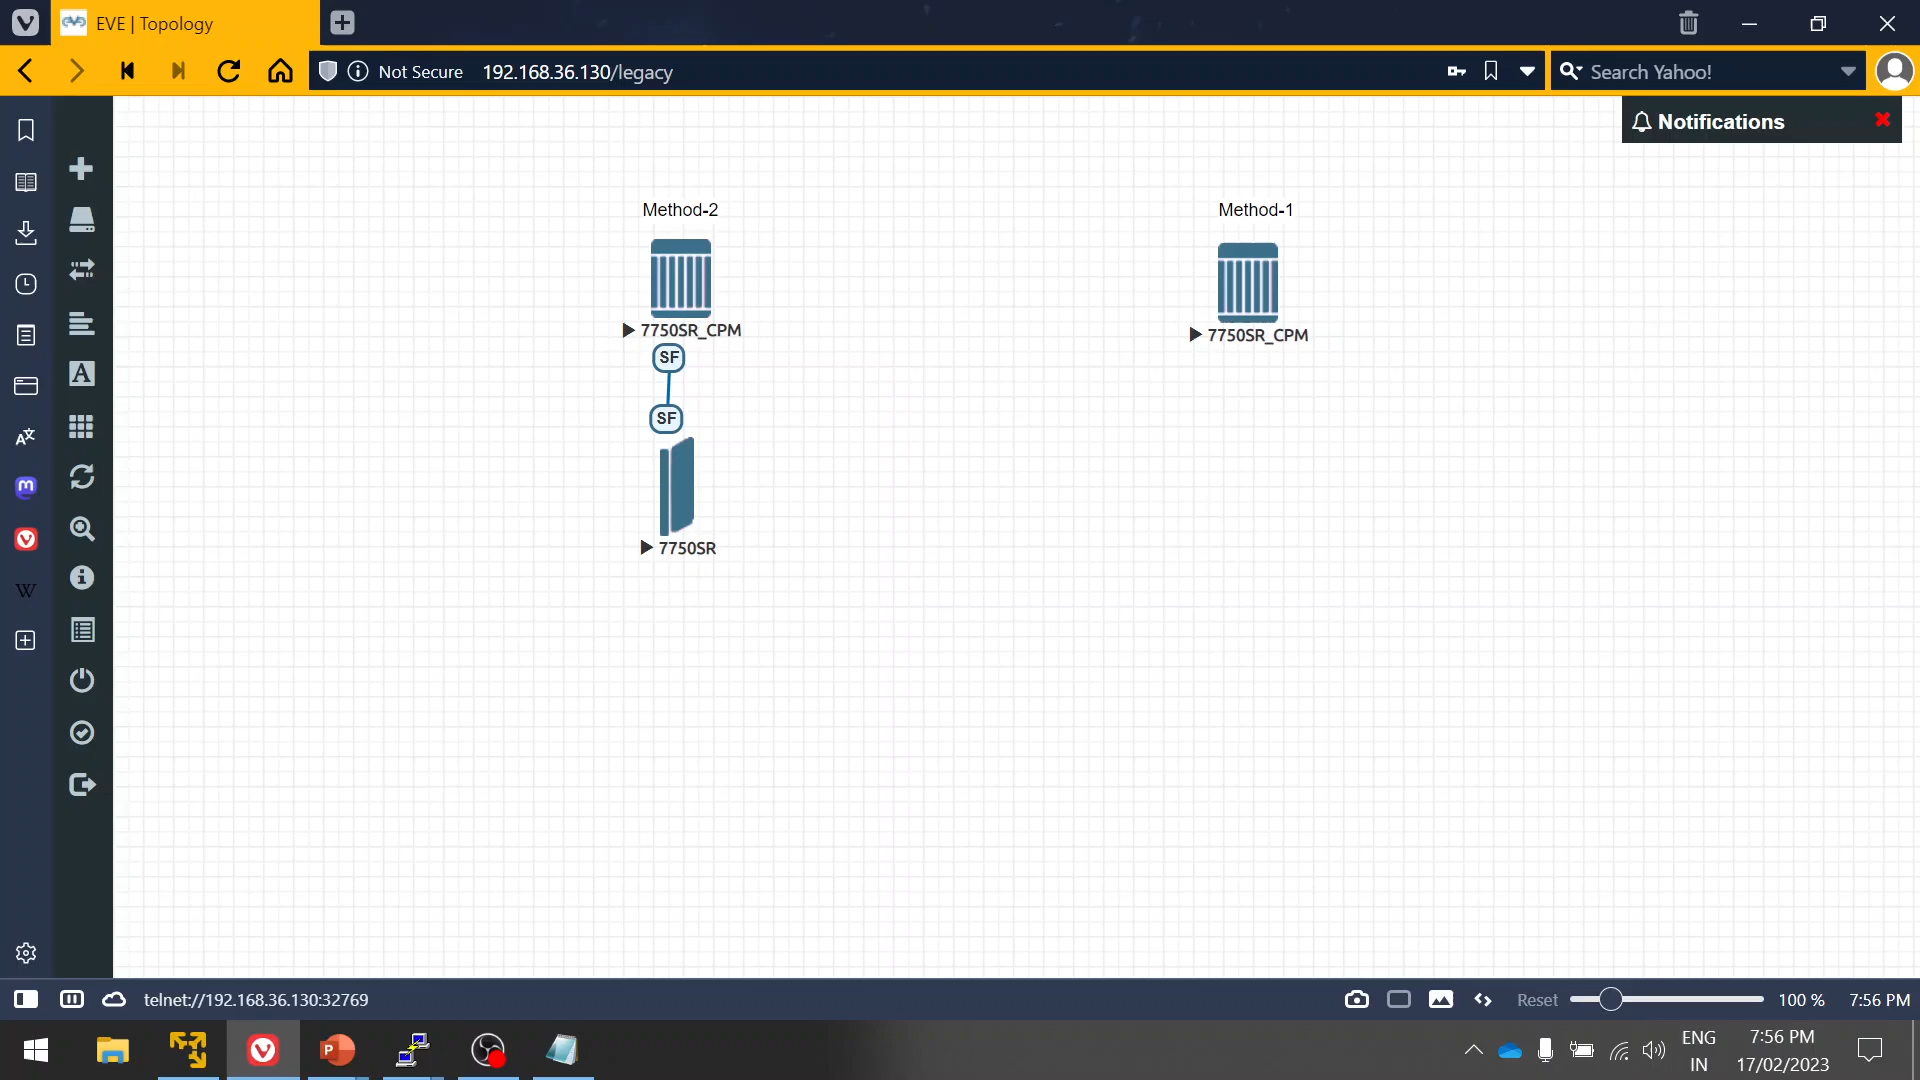 EVE | Topology
Not Secure 192.168.36.130/legacy
Search Yahoo!
Notifications
Method-2
Method-1
7750SR_CPM
7750SR_CPM
SF
SF
7750SR
telnet://192.168.36.130:32769
Reset
100 %
7:56 PM
ENG
IN
7:56 PM
17/02/2023